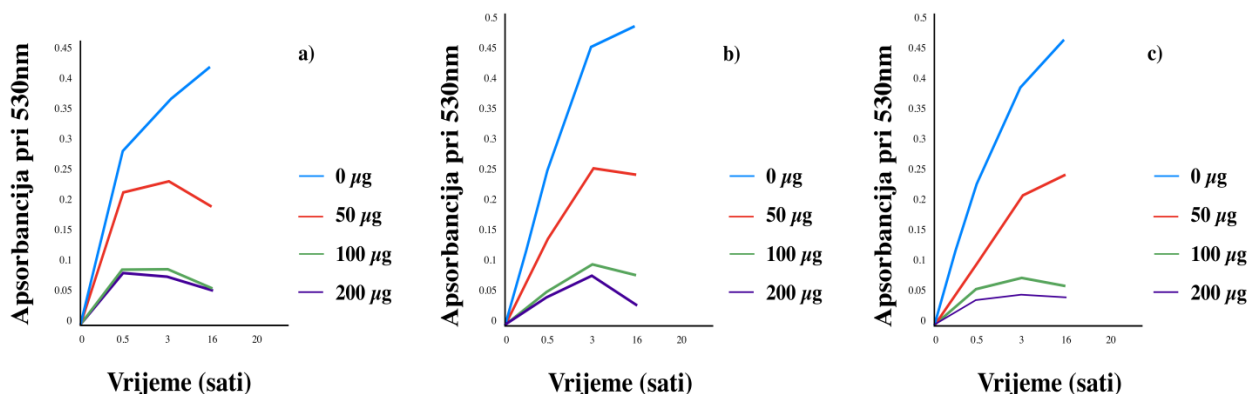 a)
Apsorbancija pri 530nm
0.45
0.4
0.35
0.3
0.25
0.2
0.15
0.1
0.05
0
0 0.5 3 16 20
Vrijeme (sati)
0 µg
50 µg
100 µg
200 µg
b)
Apsorbancija pri 530nm
0.5
0.45
0.4
0.35
0.3
0.25
0.2
0.15
0.1
0.05
0
0 0.5 3 16 20
Vrijeme (sati)
0 µg
50 µg
100 µg
200 µg
c)
Apsorbancija pri 530nm
0.5
0.45
0.4
0.35
0.3
0.25
0.2
0.15
0.1
0.05
0
0 0.5 3 16 20
Vrijeme (sati)
0 µg
50 µg
100 µg
200 µg